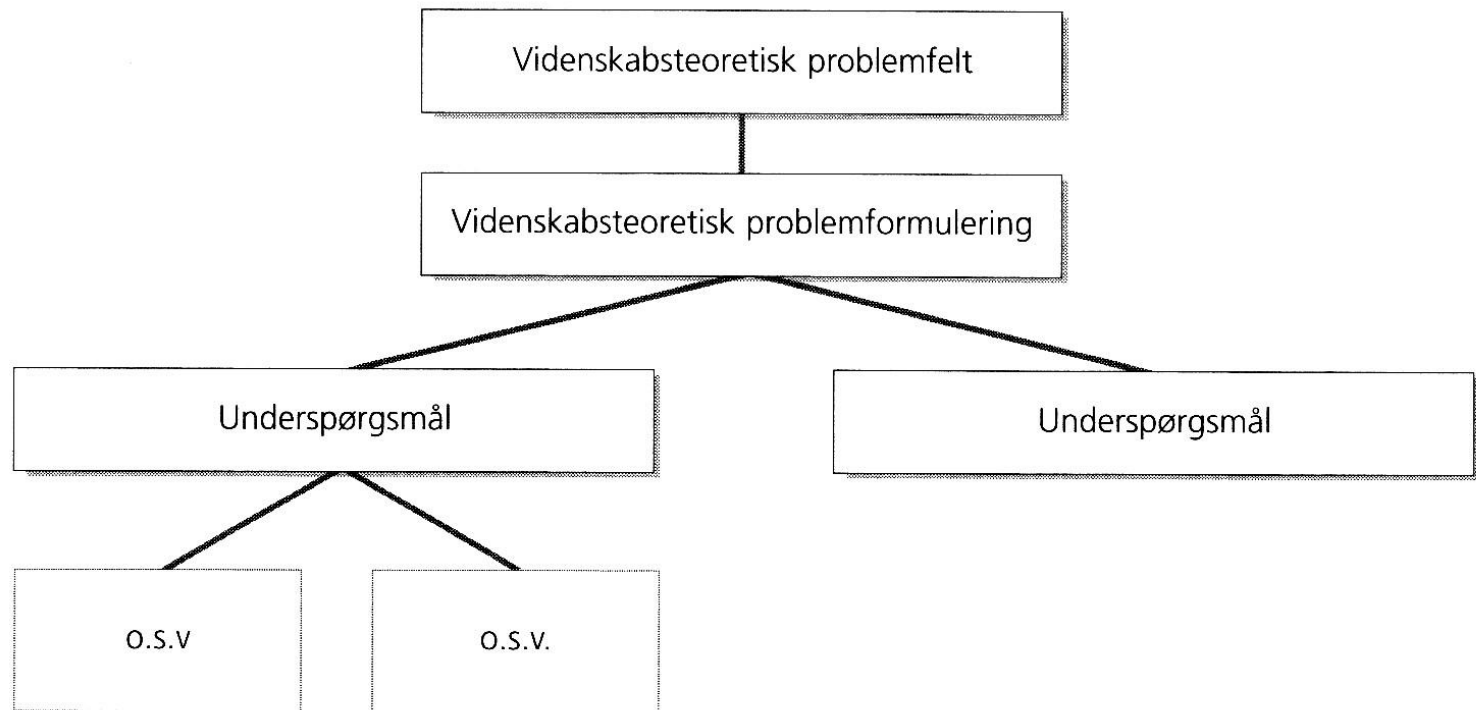 Videnskabsteoretisk problemfelt
Videnskabsteoretisk problemformulering
Underspørgsmål
Underspørgsmål
O.S.V
O.S.V.